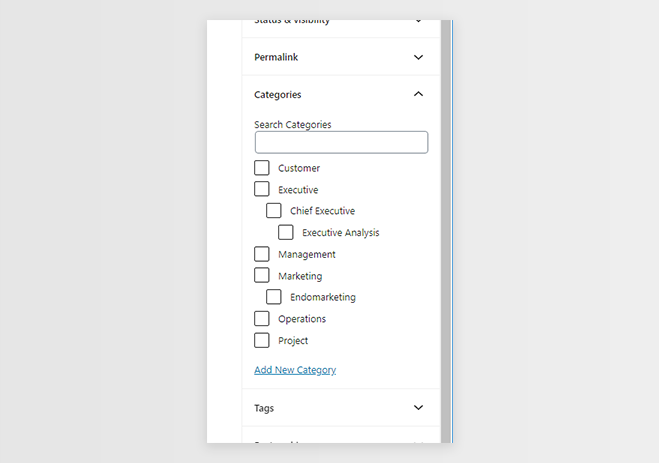 Status & visibility
Permalink
Categories
Search Categories
Customer
Executive
Chief Executive
Executive Analysis
Management
Marketing
Endomarketing
Operations
Project
Add New Category
Tags